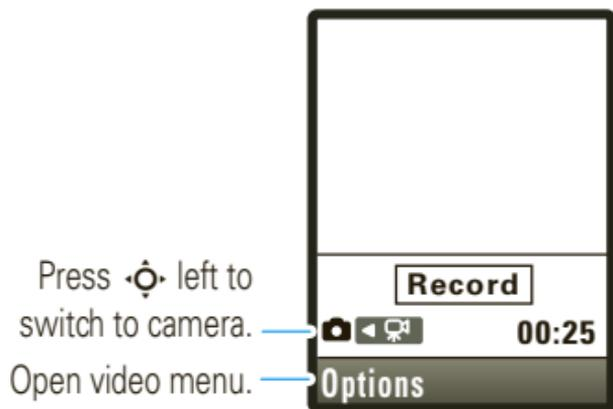 Press left to
switch to camera.
Open video menu.
Record
00:25
Options